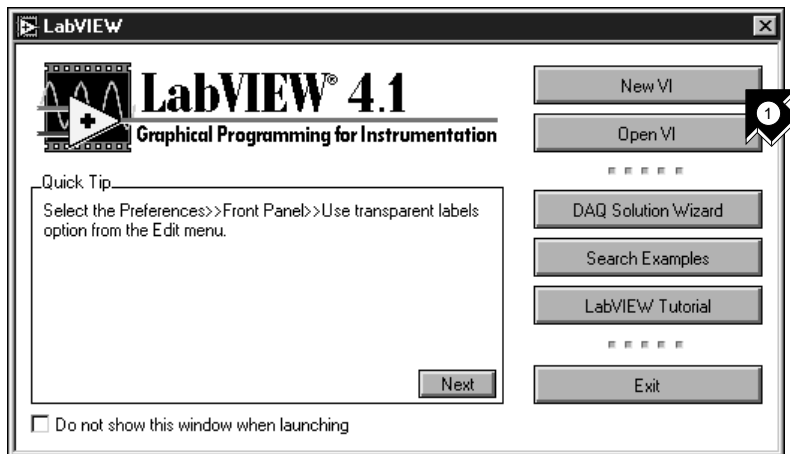 LabVIEW
LabVIEW® 4.1
Graphical Programming for Instrumentation
Quick Tip
Select the Preferences>>Front Panel>>Use transparent labels
option from the Edit menu.
Next
Do not show this window when launching
New VI
1
Open VI
DAQ Solution Wizard
Search Examples
LabVIEW Tutorial
Exit